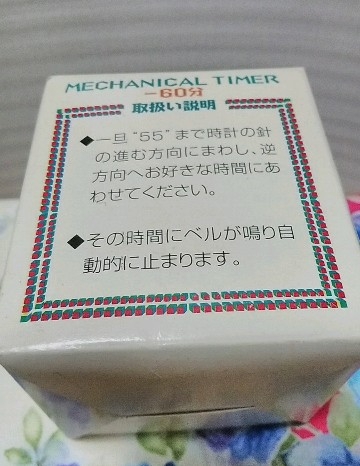 MECHANICAL TIMER
−60分
取扱い説明
◆一旦"55"まで時計の針
の進む方向にまわし、逆
方向へお好きな時間にあ
わせてください。
◆その時間にベルが鳴り自
動的に止まります。